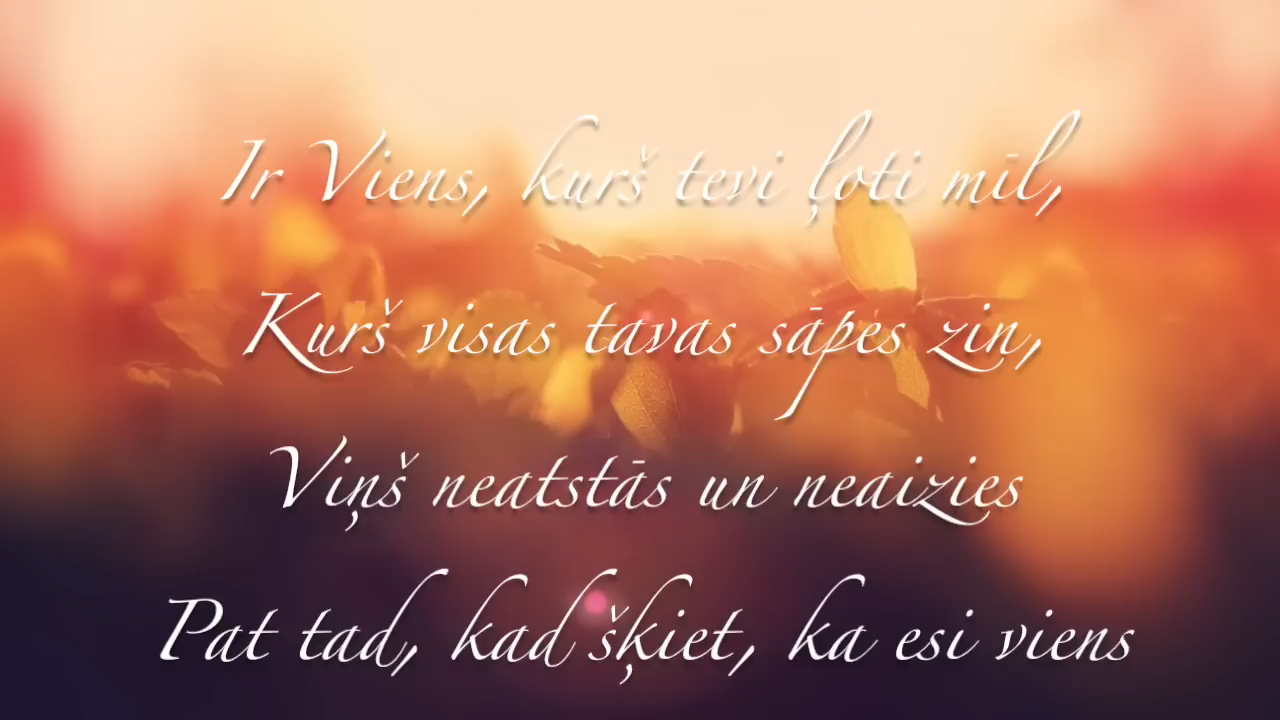 Ir Viens, kurš tevi ļoti mīl,
Kurš visas tavas sāpes zin,
Viņš neatstās un neaizies
Pat tad, kad šķiet, ka esi viens